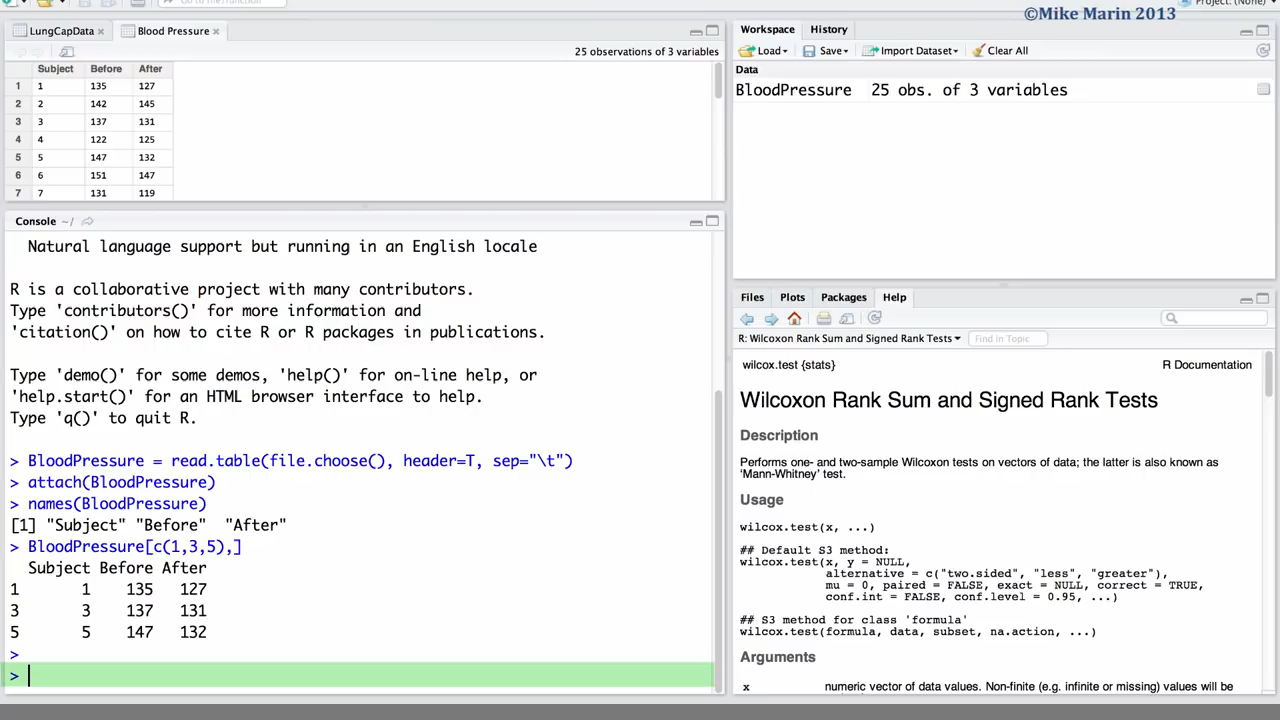 Go to file/function
Project: (None)
©Mike Marin 2013
LungCapData
Blood Pressure
25 observations of 3 variables
Subject Before After
1 1 135 127
2 2 142 145
3 3 137 131
4 4 122 125
5 5 147 132
6 6 151 147
7 7 131 119
Console ~/
Natural language support but running in an English locale
R is a collaborative project with many contributors.
Type 'contributors()' for more information and
'citation()' on how to cite R or R packages in publications.
Type 'demo()' for some demos, 'help()' for on-line help, or
'help.start()' for an HTML browser interface to help.
Type 'q()' to quit R.
> BloodPressure = read.table(file.choose(), header=T, sep="\t")
> attach(BloodPressure)
> names(BloodPressure)
[1] "Subject" "Before" "After"
> BloodPressure[c(1,3,5),]
Subject Before After
1 1 135 127
3 3 137 131
5 5 147 132
>
>
Workspace History
Load Save Import Dataset Clear All
Data
BloodPressure 25 obs. of 3 variables
Files Plots Packages Help
R: Wilcoxon Rank Sum and Signed Rank Tests Find in Topic
wilcox.test {stats} R Documentation
Wilcoxon Rank Sum and Signed Rank Tests
Description
Performs one- and two-sample Wilcoxon tests on vectors of data; the latter is also known as
‘Mann-Whitney’ test.
Usage
wilcox.test(x, ...)
## Default S3 method:
wilcox.test(x, y = NULL,
alternative = c("two.sided", "less", "greater"),
mu = 0, paired = FALSE, exact = NULL, correct = TRUE,
conf.int = FALSE, conf.level = 0.95, ...)
## S3 method for class 'formula'
wilcox.test(formula, data, subset, na.action, ...)
Arguments
x numeric vector of data values. Non-finite (e.g. infinite or missing) values will be